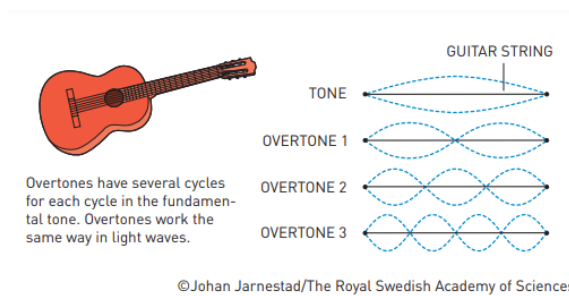 GUITAR STRING
TONE
OVERTONE 1
OVERTONE 2
OVERTONE 3
Overtones have several cycles
for each cycle in the fundamen-
tal tone. Overtones work the
same way in light waves.
©Johan Jarnestad/The Royal Swedish Academy of Sciences